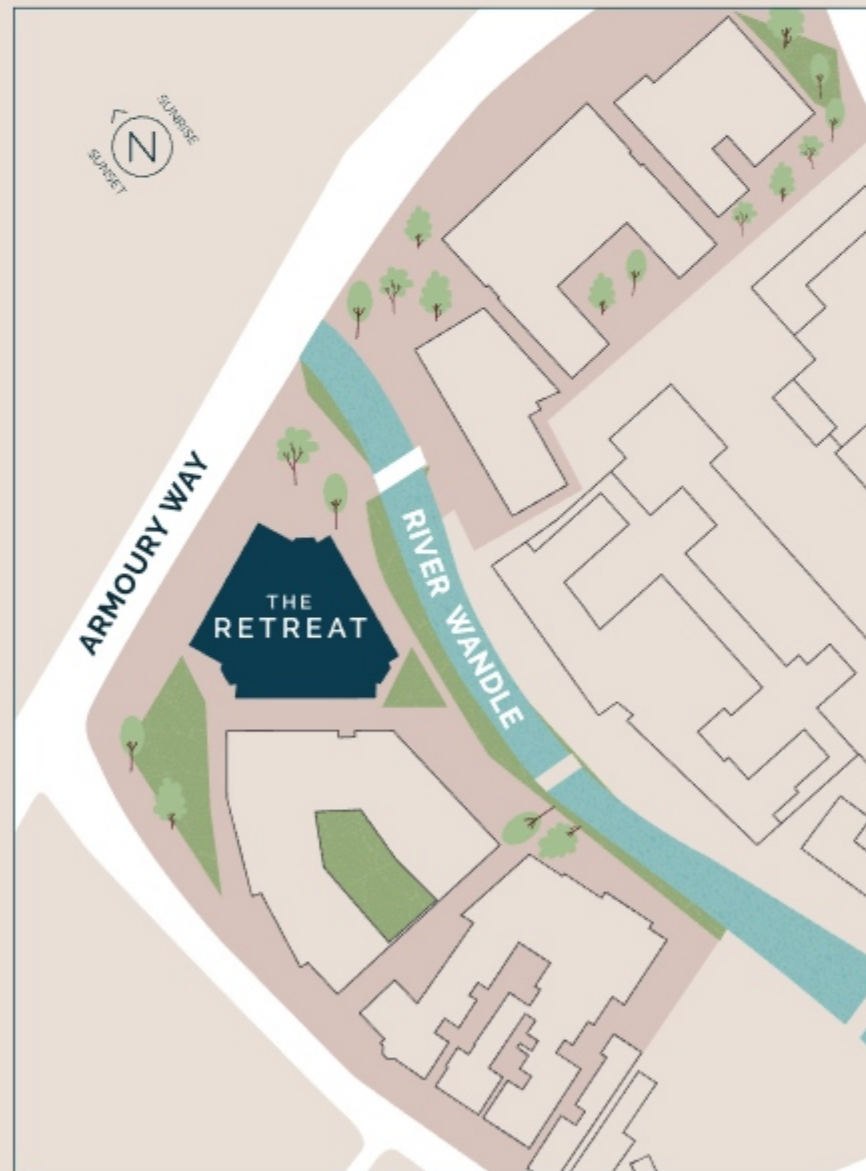 SUNRISE
N
SUNSET
ARMOURY WAY
RIVER WANDLE
THE
RETREAT